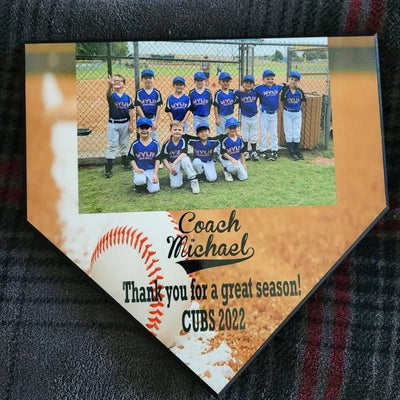 Coach
Michael
Thank you for a great season!
CUBS 2022